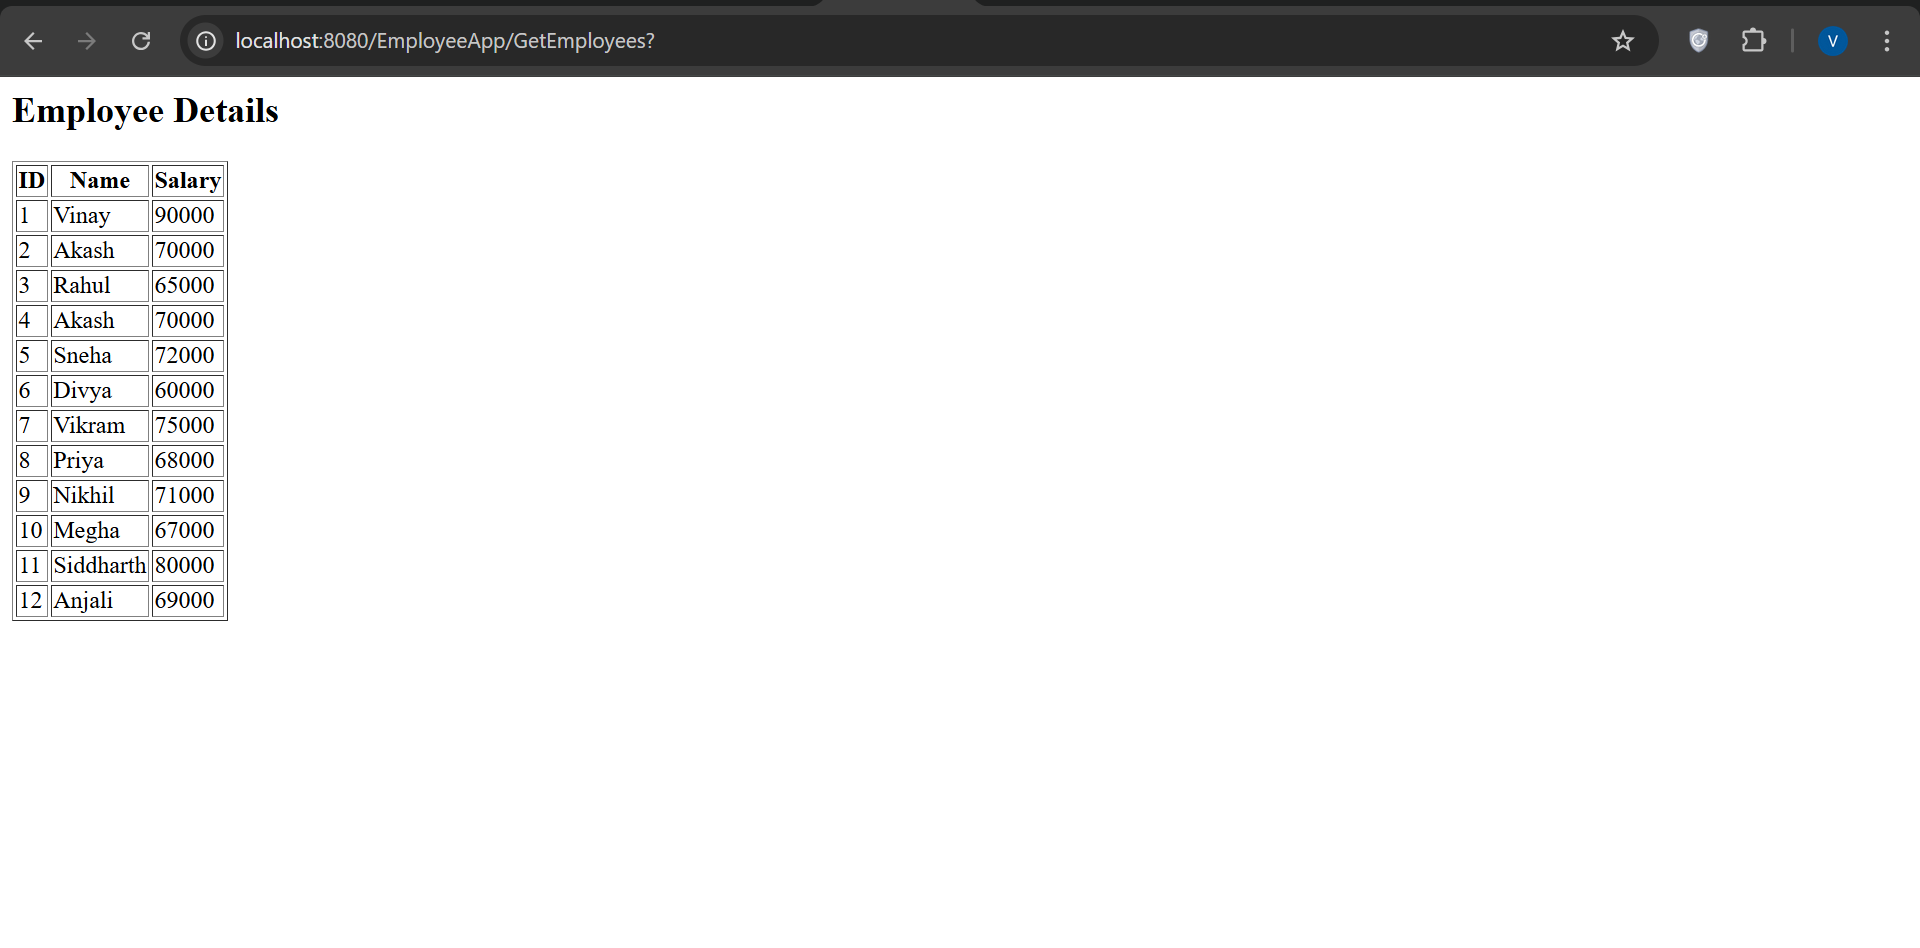 localhost:8080/EmployeeApp/GetEmployees?
V
Employee Details
ID Name Salary
1 Vinay 90000
2 Akash 70000
3 Rahul 65000
4 Akash 70000
5 Sneha 72000
6 Divya 60000
7 Vikram 75000
8 Priya 68000
9 Nikhil 71000
10 Megha 67000
11 Siddharth 80000
12 Anjali 69000